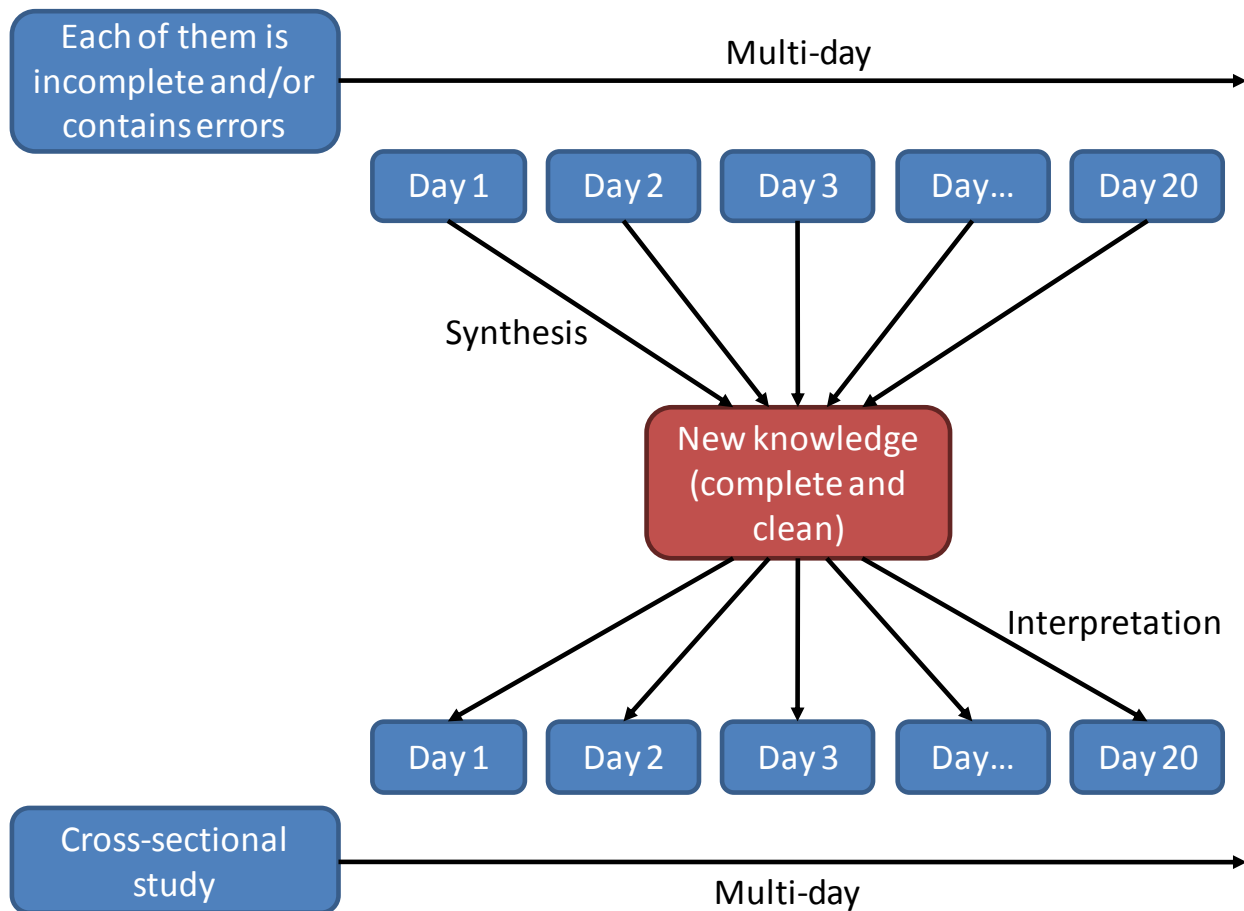 Each of them is
incomplete and/or
contains errors
Multi-day
Day 1
Day 2
Day 3
Day...
Day 20
Synthesis
New knowledge
(complete and
clean)
Interpretation
Day 1
Day 2
Day 3
Day...
Day 20
Cross-sectional
study
Multi-day